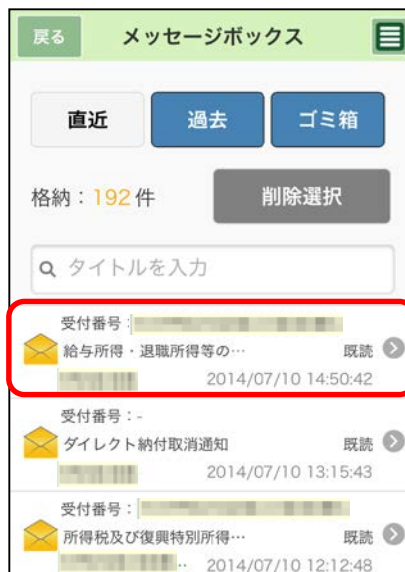 戻る メッセージボックス
直近 過去 ゴミ箱
格納：192件 削除選択
タイトルを入力
受付番号：
給与所得・退職所得等の… 既読
2014/07/10 14:50:42
受付番号：-
ダイレクト納付取消通知 既読
2014/07/10 13:15:43
受付番号：
所得税及び復興特別所得… 既読
… 2014/07/10 12:12:48